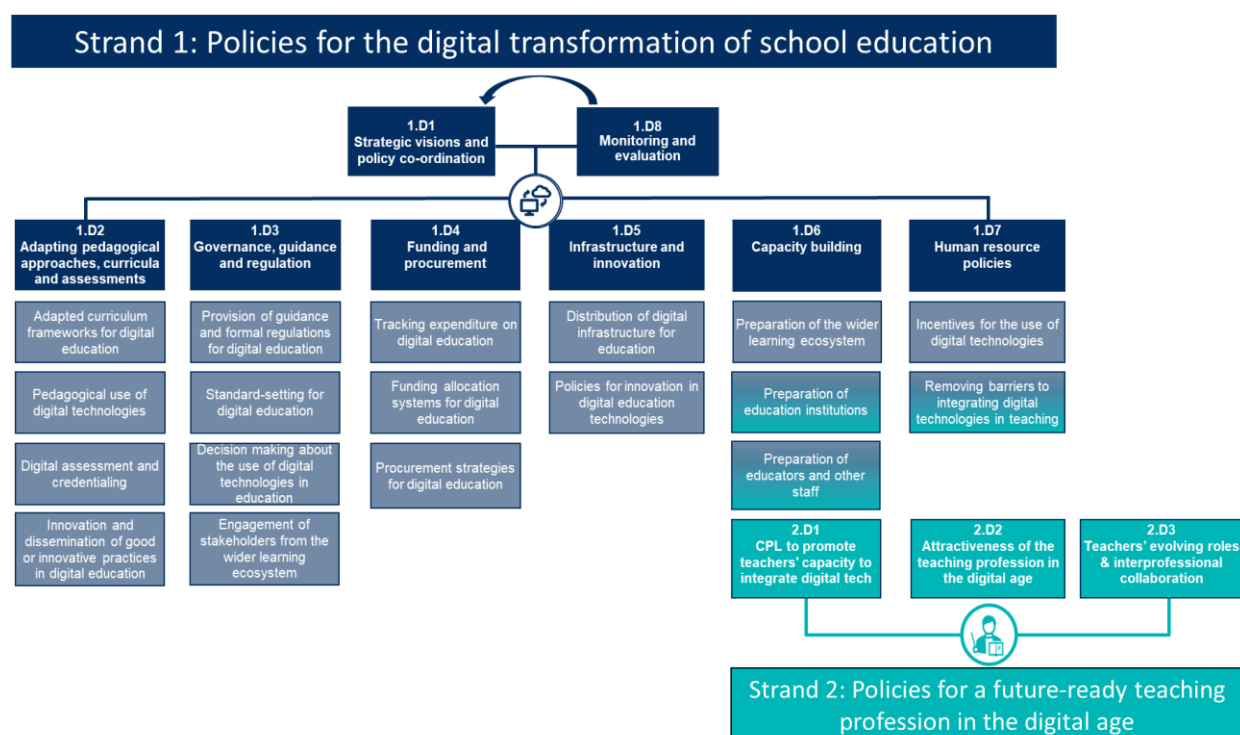 Strand 1: Policies for the digital transformation of school education
1.D1
Strategic visions and
policy co-ordination
1.D8
Monitoring and
evaluation
1.D2
Adapting pedagogical
approaches, curricula
and assessments
Adapted curriculum
frameworks for digital
education
Pedagogical use of
digital technologies
Digital assessment and
credentialing
Innovation and
dissemination of good
or innovative practices
in digital education
1.D3
Governance, guidance
and regulation
Provision of guidance
and formal regulations
for digital education
Standard-setting for
digital education
Decision making about
the use of digital
technologies in
education
Engagement of
stakeholders from the
wider learning
ecosystem
1.D4
Funding and
procurement
Tracking expenditure on
digital education
Funding allocation
systems for digital
education
Procurement strategies
for digital education
1.D5
Infrastructure and
innovation
Distribution of digital
infrastructure for
education
Policies for innovation in
digital education
technologies
1.D6
Capacity building
Preparation of the wider
learning ecosystem
Preparation of
education institutions
Preparation of
educators and other
staff
1.D7
Human resource
policies
Incentives for the use of
digital technologies
Removing barriers to
integrating digital
technologies in teaching
2.D1
CPL to promote
teachers' capacity to
integrate digital tech
2.D2
Attractiveness of the
teaching profession in
the digital age
2.D3
Teachers' evolving roles
& interprofessional
collaboration
Strand 2: Policies for a future-ready teaching
profession in the digital age